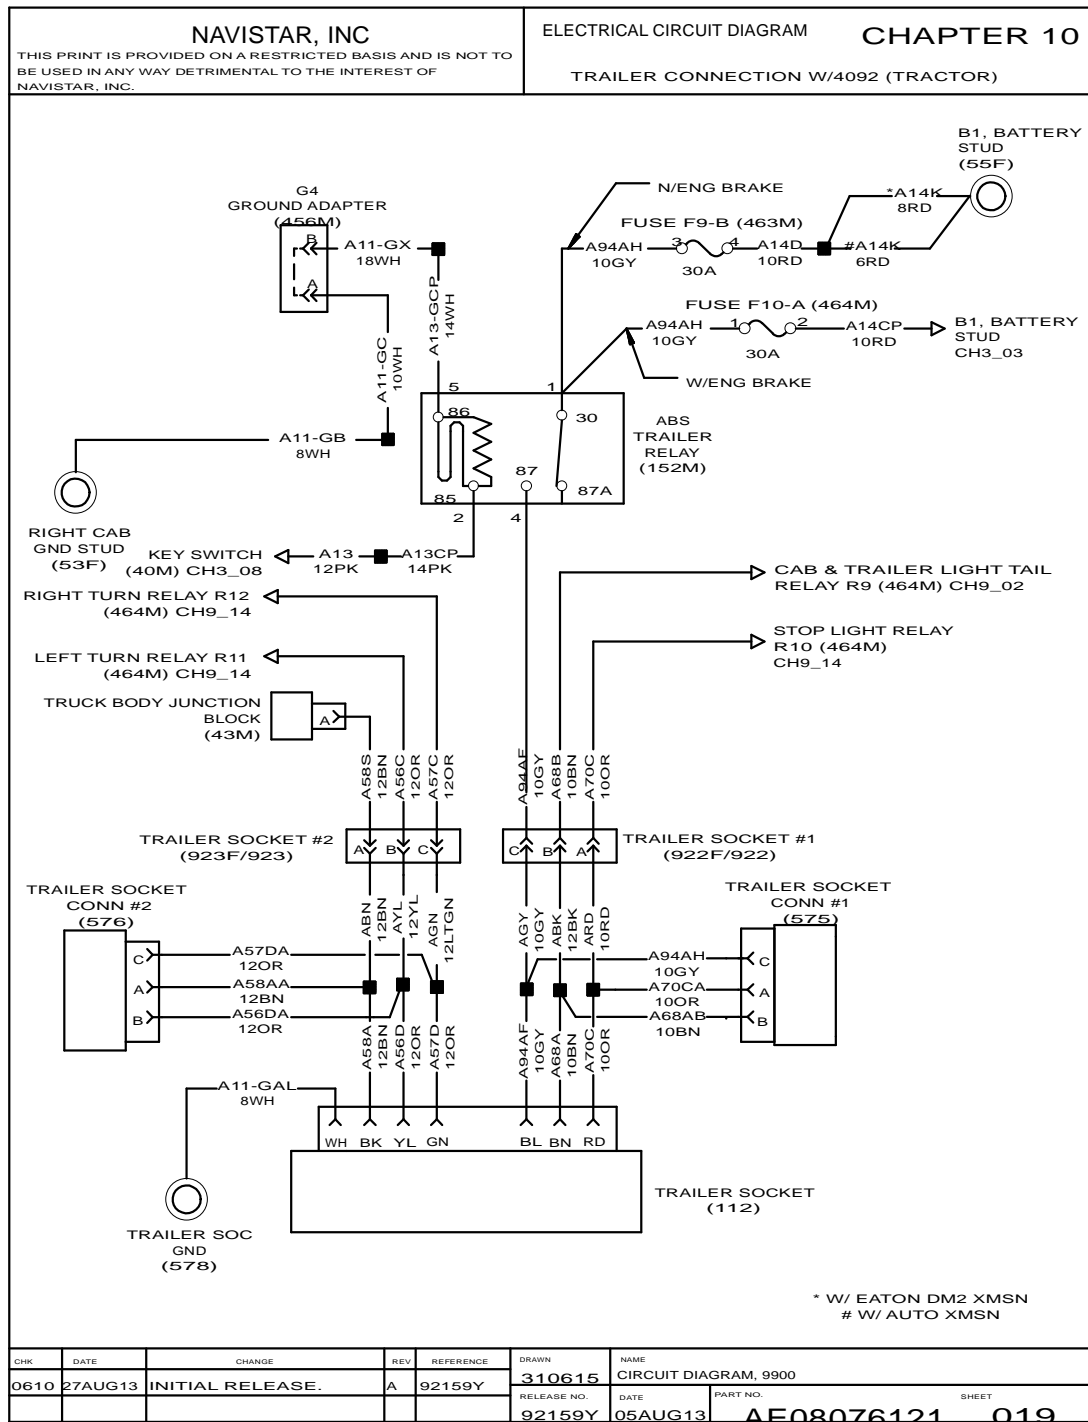 NAVISTAR, INC
THIS PRINT IS PROVIDED ON A RESTRICTED BASIS AND IS NOT TO
BE USED IN ANY WAY DETRIMENTAL TO THE INTEREST OF
NAVISTAR, INC.
ELECTRICAL CIRCUIT DIAGRAM
CHAPTER 10
TRAILER CONNECTION W/4092 (TRACTOR)
B1, BATTERY
STUD
(55F)
*A14K
8RD
N/ENG BRAKE
FUSE F9-B (463M)
A94AH
10GY
3
4
30A
A14D
10RD
#A14K
6RD
G4
GROUND ADAPTER
(456M)
B
A
A11-GX
18WH
A13-GCP
14WH
A11-GC
10WH
FUSE F10-A (464M)
A94AH
10GY
1
2
30A
A14CP
10RD
B1, BATTERY
STUD
CH3_03
W/ENG BRAKE
5
1
86
30
87
85
87A
2
4
ABS
TRAILER
RELAY
(152M)
A11-GB
8WH
RIGHT CAB
GND STUD
(53F)
KEY SWITCH
(40M) CH3_08
A13
12PK
A13CP
14PK
RIGHT TURN RELAY R12
(464M) CH9_14
LEFT TURN RELAY R11
(464M) CH9_14
TRUCK BODY JUNCTION
BLOCK
(43M)
A
CAB & TRAILER LIGHT TAIL
RELAY R9 (464M) CH9_02
STOP LIGHT RELAY
R10 (464M)
CH9_14
A58S
12BN
A56C
12OR
A57C
12OR
A94AF
10GY
A68B
10BN
A70C
10OR
TRAILER SOCKET #2
(923F/923)
A
B
C
C
B
A
TRAILER SOCKET #1
(922F/922)
TRAILER SOCKET
CONN #2
(576)
C
A
B
A57DA
12OR
A58AA
12BN
A56DA
12OR
ABN
12BN
AYL
12YL
AGN
12LTGN
AGY
10GY
ABK
12BK
ARD
10RD
TRAILER SOCKET
CONN #1
(575)
C
A
B
A94AH
10GY
A70CA
10OR
A68AB
10BN
A58A
12BN
A56D
12OR
A57D
12OR
A94AF
10GY
A68A
10BN
A70C
10OR
A11-GAL
8WH
WH
BK
YL
GN
BL
BN
RD
TRAILER SOCKET
(112)
TRAILER SOC
GND
(578)
* W/ EATON DM2 XMSN
# W/ AUTO XMSN
CHK
DATE
CHANGE
REV
REFERENCE
0610
27AUG13
INITIAL RELEASE.
A
92159Y
DRAWN
310615
NAME
CIRCUIT DIAGRAM, 9900
RELEASE NO.
92159Y
DATE
05AUG13
PART NO.
AE08076121
SHEET
019